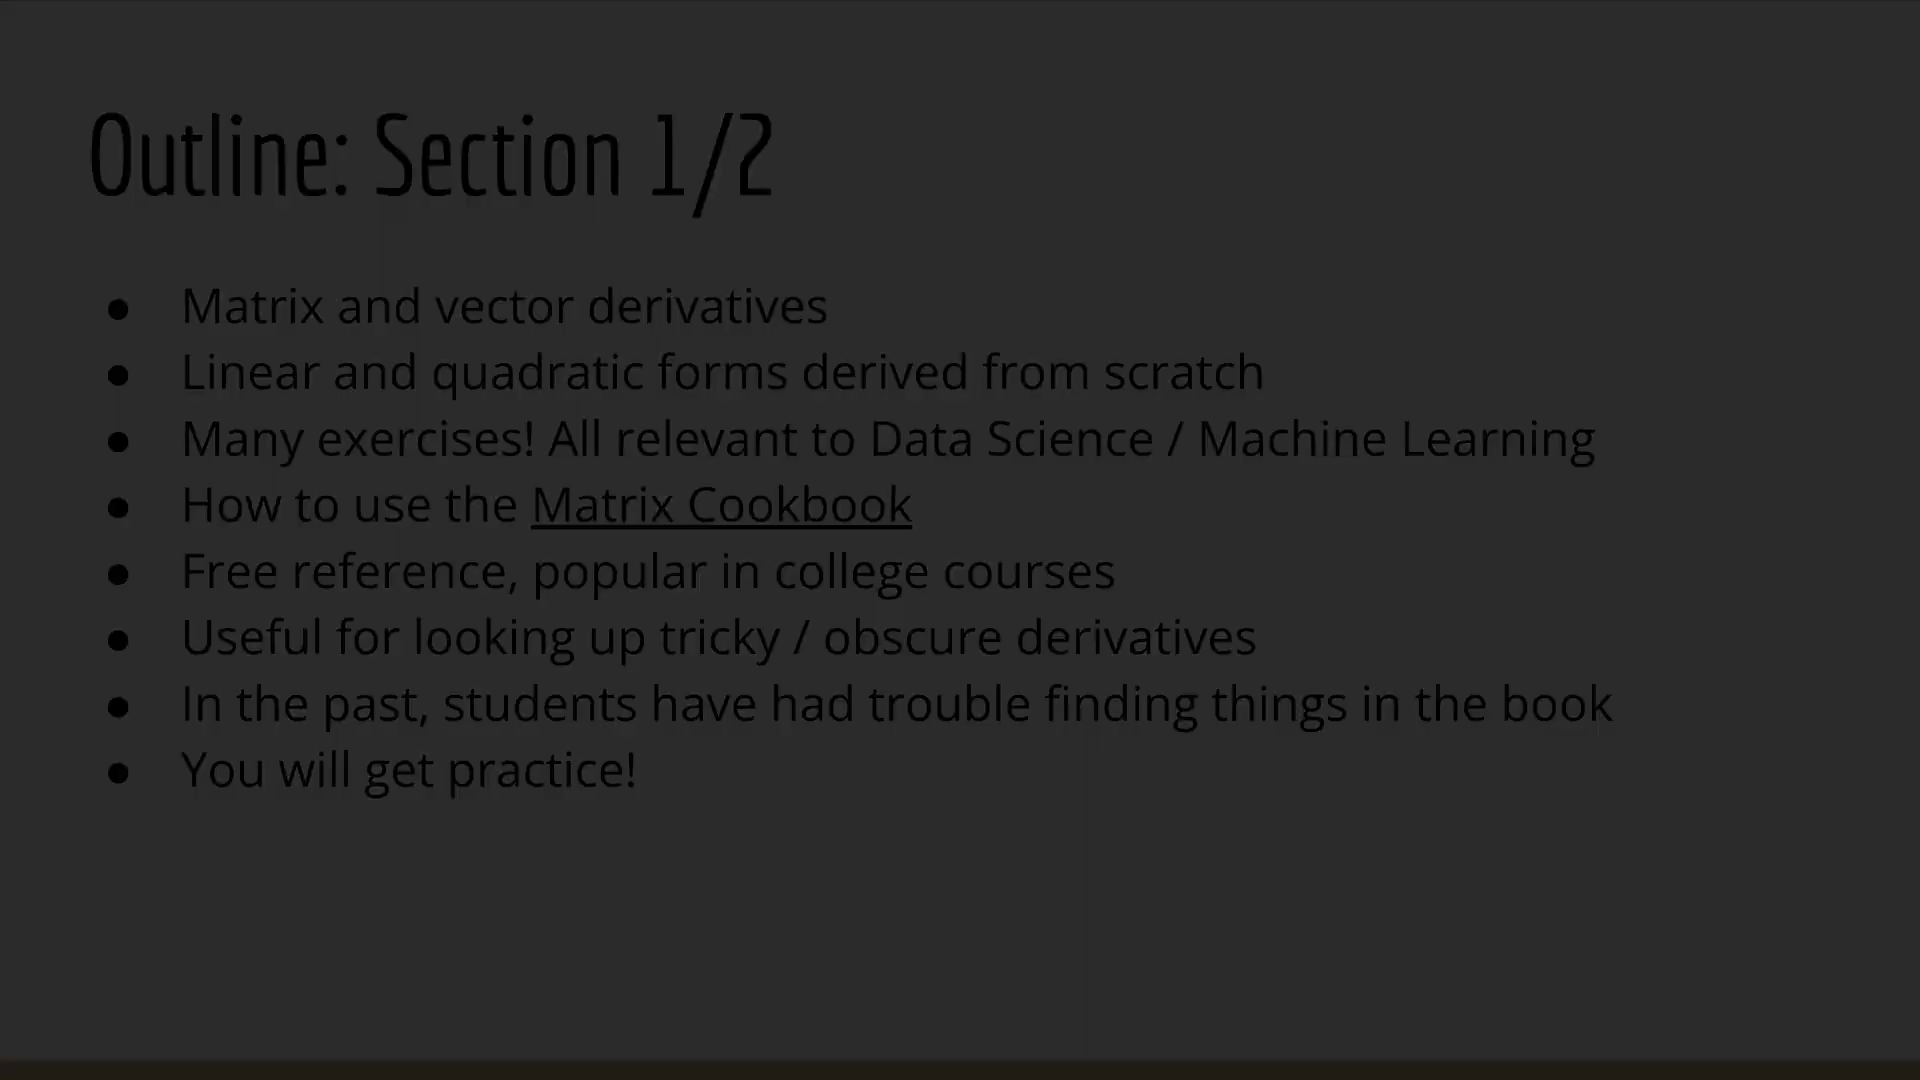 Outline: Section 1/2
● Matrix and vector derivatives
● Linear and quadratic forms derived from scratch
● Many exercises! All relevant to Data Science / Machine Learning
● How to use the Matrix Cookbook
● Free reference, popular in college courses
● Useful for looking up tricky / obscure derivatives
● In the past, students have had trouble finding things in the book
● You will get practice!